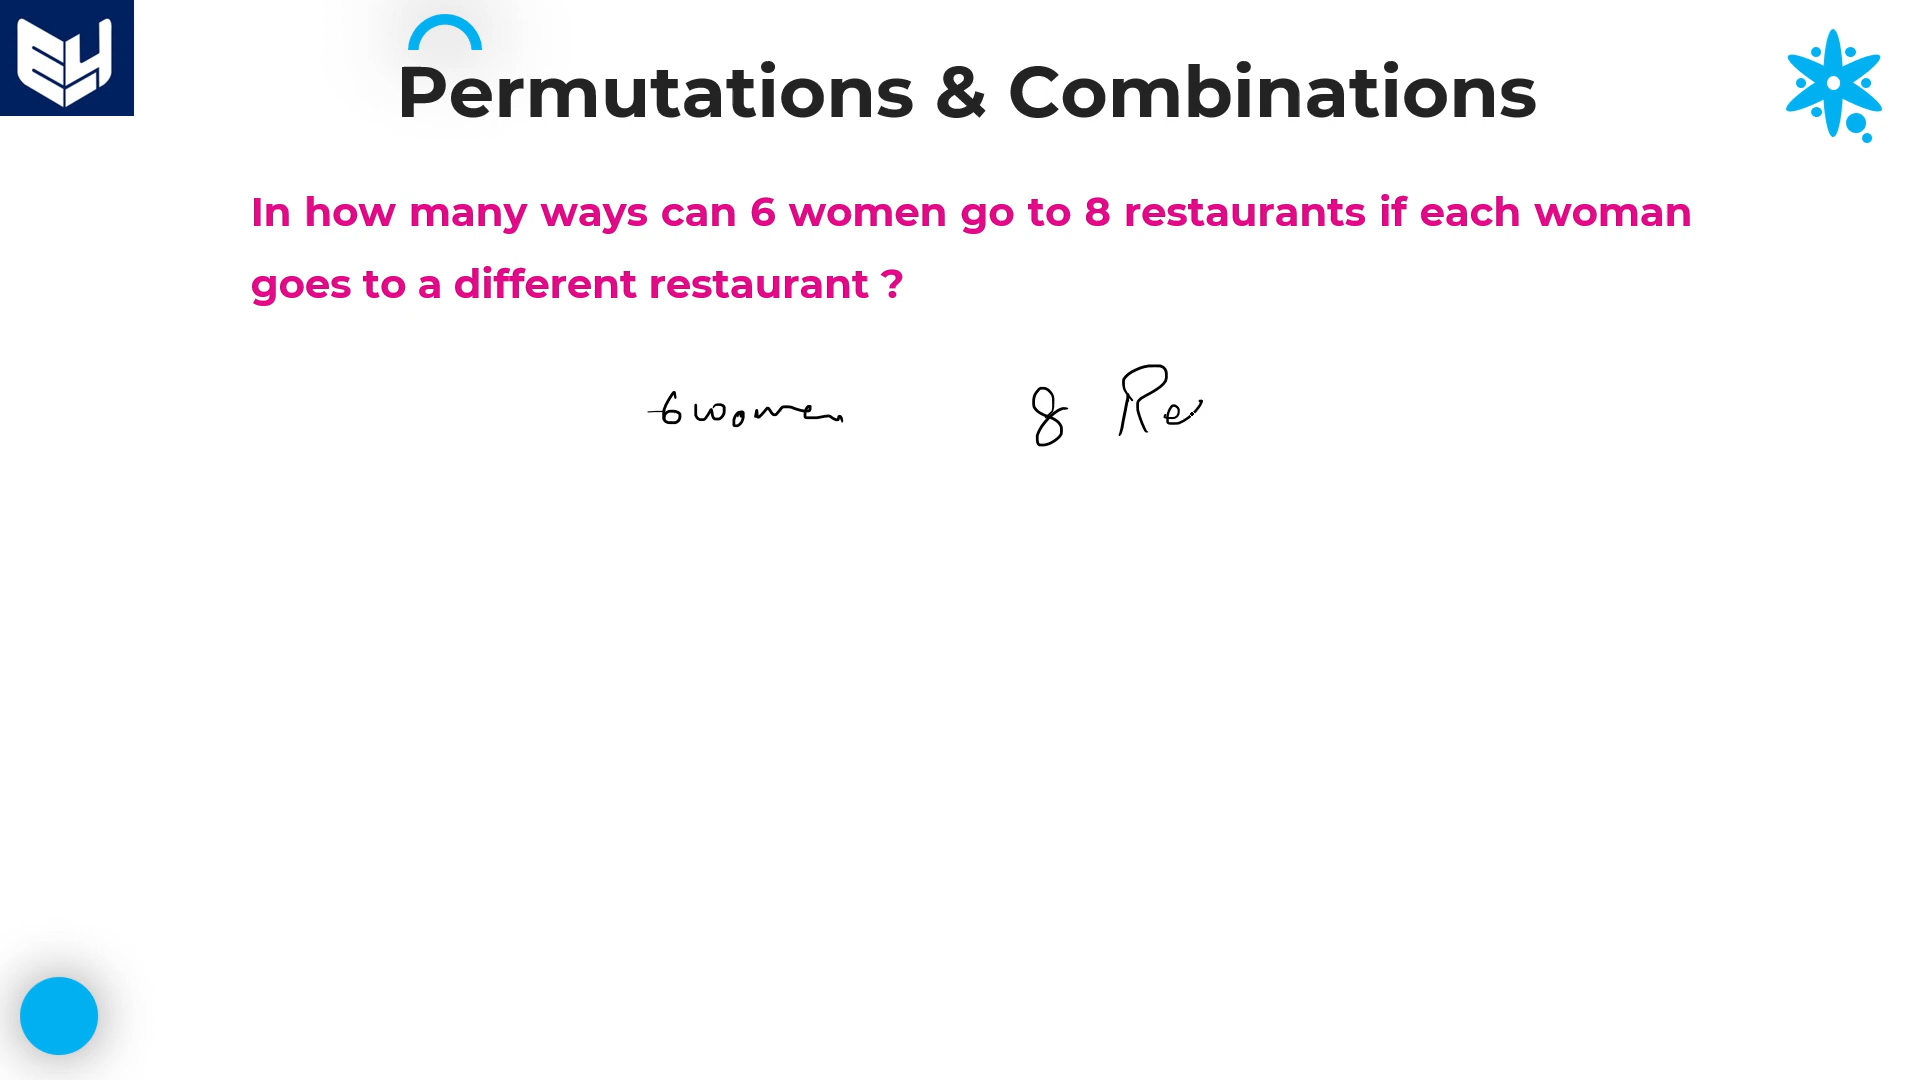 Permutations & Combinations
In how many ways can 6 women go to 8 restaurants if each woman
goes to a different restaurant ?
6 women 8 Re